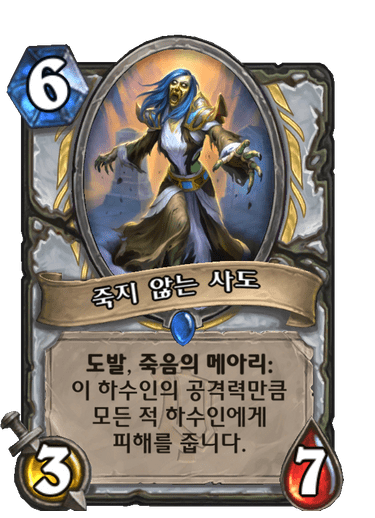 6
죽지 않는 사도
도발, 죽음의 메아리:
이 하수인의 공격력만큼
모든 적 하수인에게
피해를 줍니다.
3
7